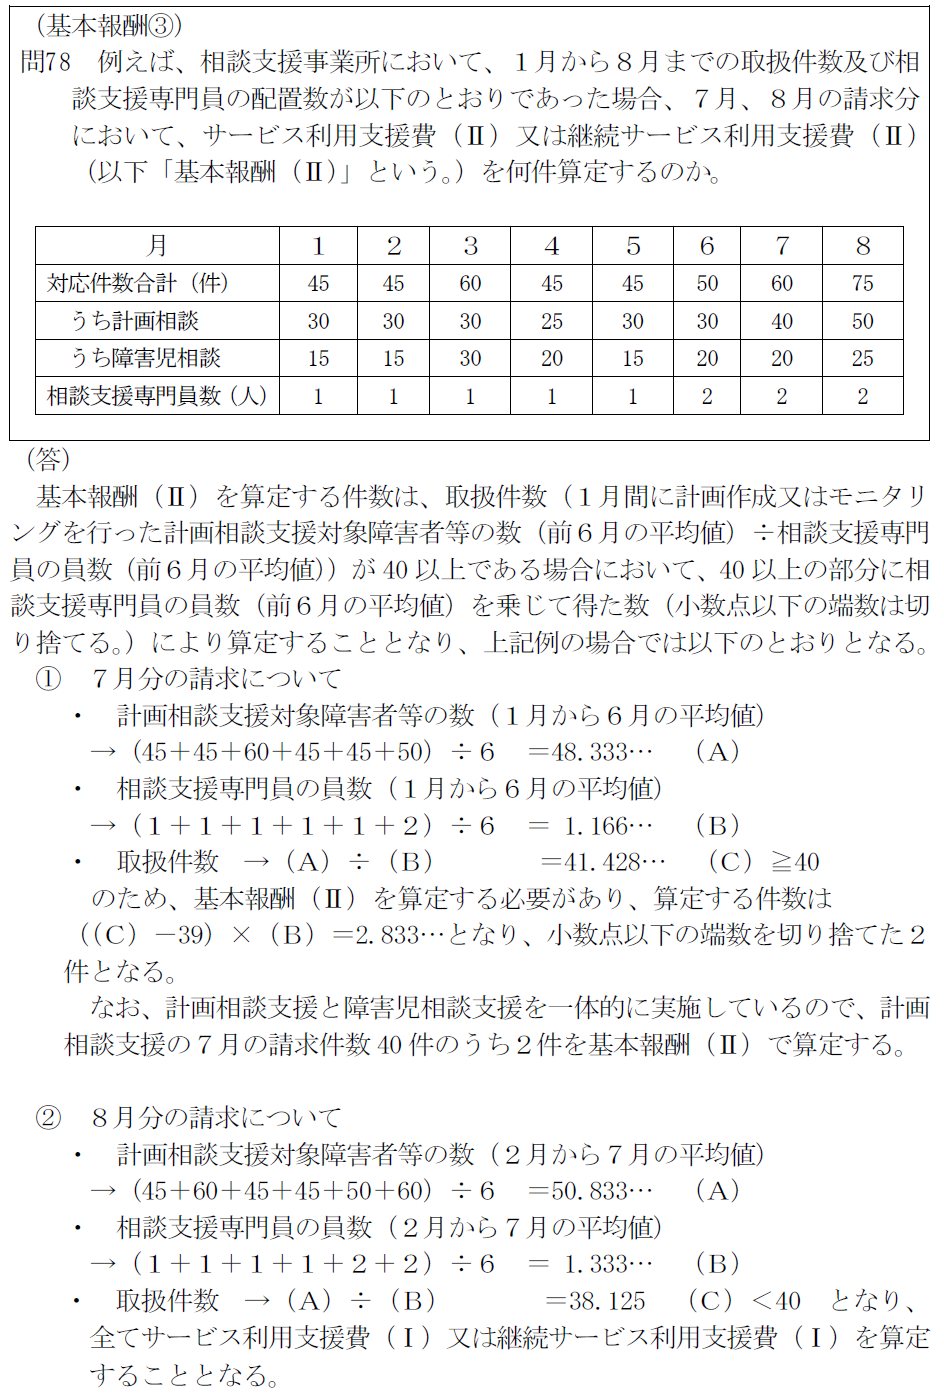 （基本報酬③）
問78　例えば、相談支援事業所において、１月から８月までの取扱件数及び相
談支援専門員の配置数が以下のとおりであった場合、７月、８月の請求分
において、サービス利用支援費（Ⅱ）又は継続サービス利用支援費（Ⅱ）
（以下「基本報酬（Ⅱ）」という。）を何件算定するのか。
月　１　２　３　４　５　６　７　８
対応件数合計（件）　45　45　60　45　45　50　60　75
うち計画相談　30　30　30　25　30　30　40　50
うち障害児相談　15　15　30　20　15　20　20　25
相談支援専門員数（人）　1　1　1　1　1　2　2　2
（答）
基本報酬（Ⅱ）を算定する件数は、取扱件数（１月間に計画作成又はモニタリ
ングを行った計画相談支援対象障害者等の数（前６月の平均値）÷相談支援専門
員の員数（前６月の平均値））が 40 以上である場合において、40 以上の部分に相
談支援専門員の員数（前６月の平均値）を乗じて得た数（小数点以下の端数は切
り捨てる。）により算定することとなり、上記例の場合では以下のとおりとなる。
①　７月分の請求について
・　計画相談支援対象障害者等の数（１月から６月の平均値）
→（45＋45＋60＋45＋45＋50）÷６　＝48.333…　（Ａ）
・　相談支援専門員の員数（１月から６月の平均値）
→（１＋１＋１＋１＋１＋２）÷６　＝ 1.166…　（Ｂ）
・　取扱件数　→（Ａ）÷（Ｂ）　＝41.428…　（Ｃ）≧40
のため、基本報酬（Ⅱ）を算定する必要があり、算定する件数は
（（Ｃ）－39）×（Ｂ）＝2.833…となり、小数点以下の端数を切り捨てた２
件となる。
なお、計画相談支援と障害児相談支援を一体的に実施しているので、計画
相談支援の７月の請求件数 40 件のうち２件を基本報酬（Ⅱ）で算定する。
②　８月分の請求について
・　計画相談支援対象障害者等の数（２月から７月の平均値）
→（45＋60＋45＋45＋50＋60）÷６　＝50.833…　（Ａ）
・　相談支援専門員の員数（２月から７月の平均値）
→（１＋１＋１＋１＋２＋２）÷６　＝ 1.333…　（Ｂ）
・　取扱件数　→（Ａ）÷（Ｂ）　＝38.125　（Ｃ）＜40　となり、
全てサービス利用支援費（Ⅰ）又は継続サービス利用支援費（Ⅰ）を算定
することとなる。